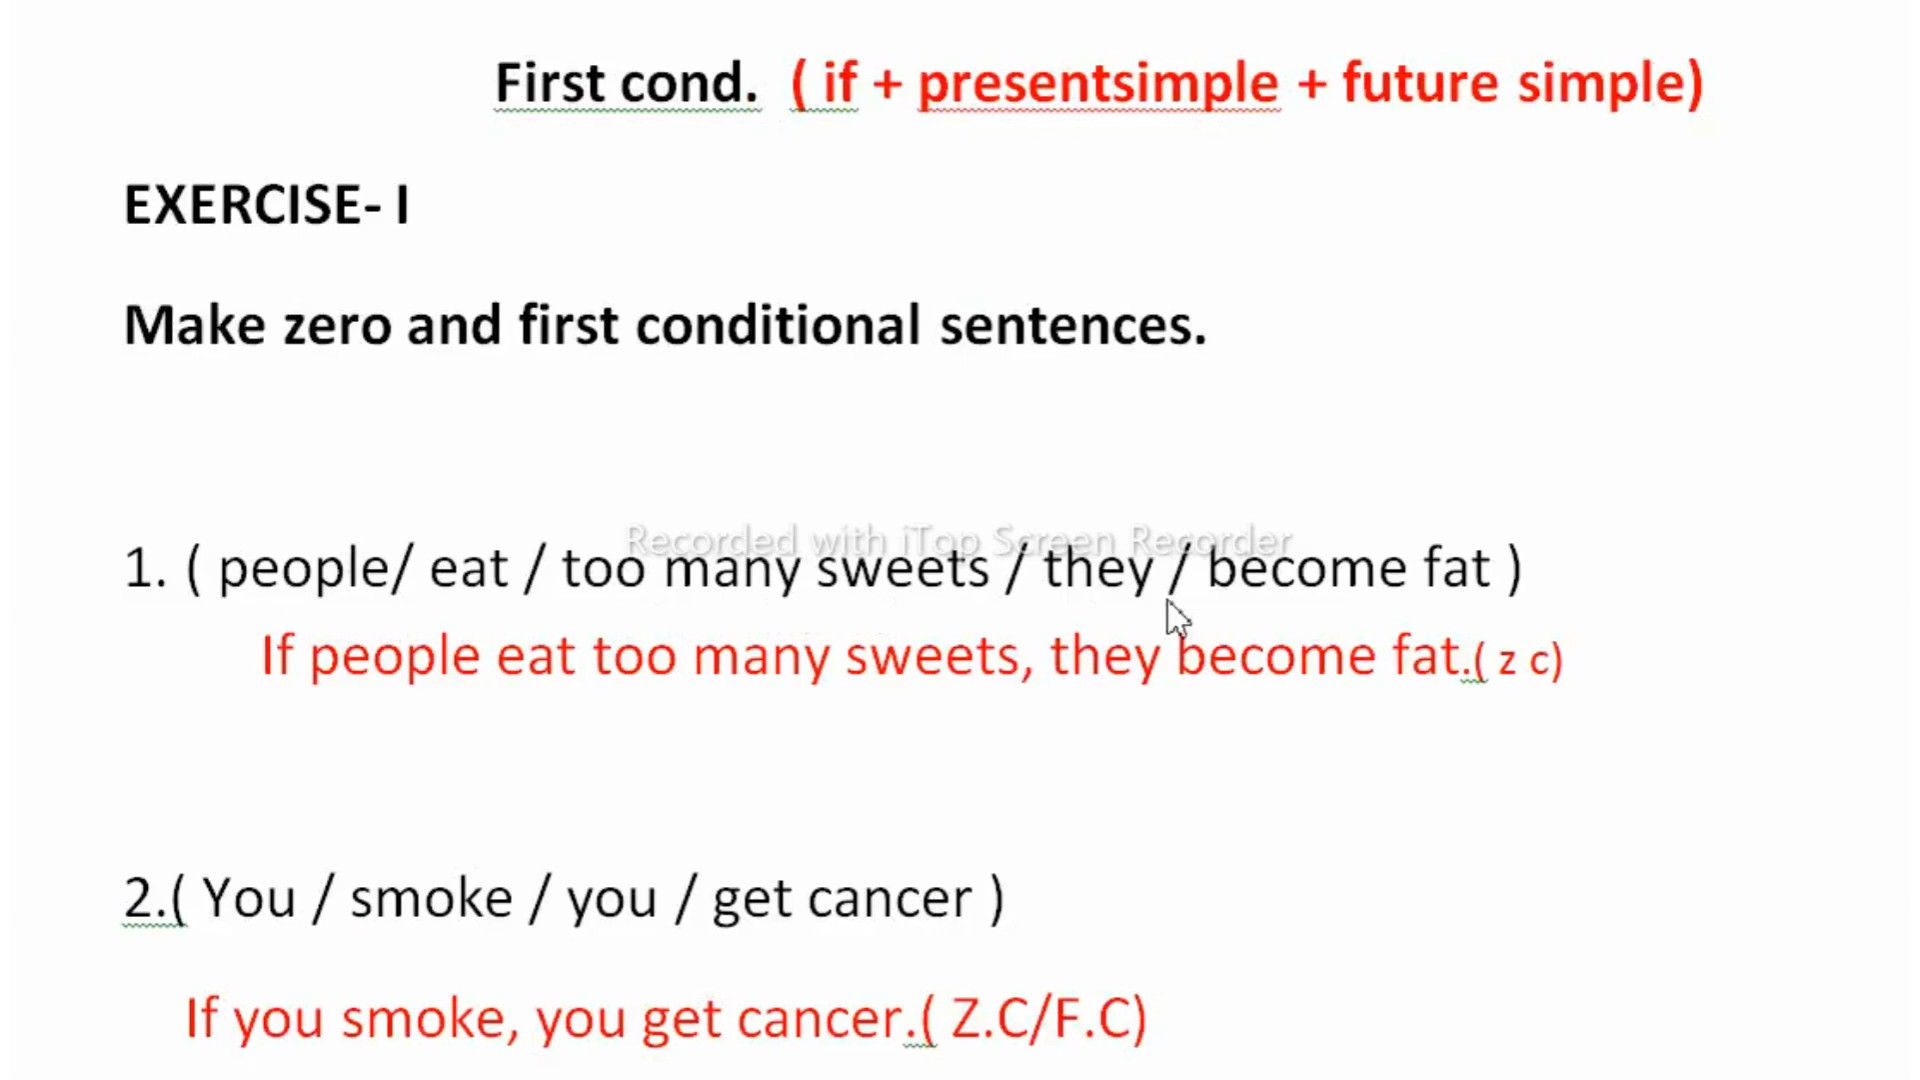 First cond. ( if + presentsimple + future simple)
EXERCISE- I
Make zero and first conditional sentences.
Recorded with iTop Screen Recorder
1. ( people/ eat / too many sweets / they / become fat )
If people eat too many sweets, they become fat.( z c)
2.( You / smoke / you / get cancer )
If you smoke, you get cancer.( Z.C/F.C)